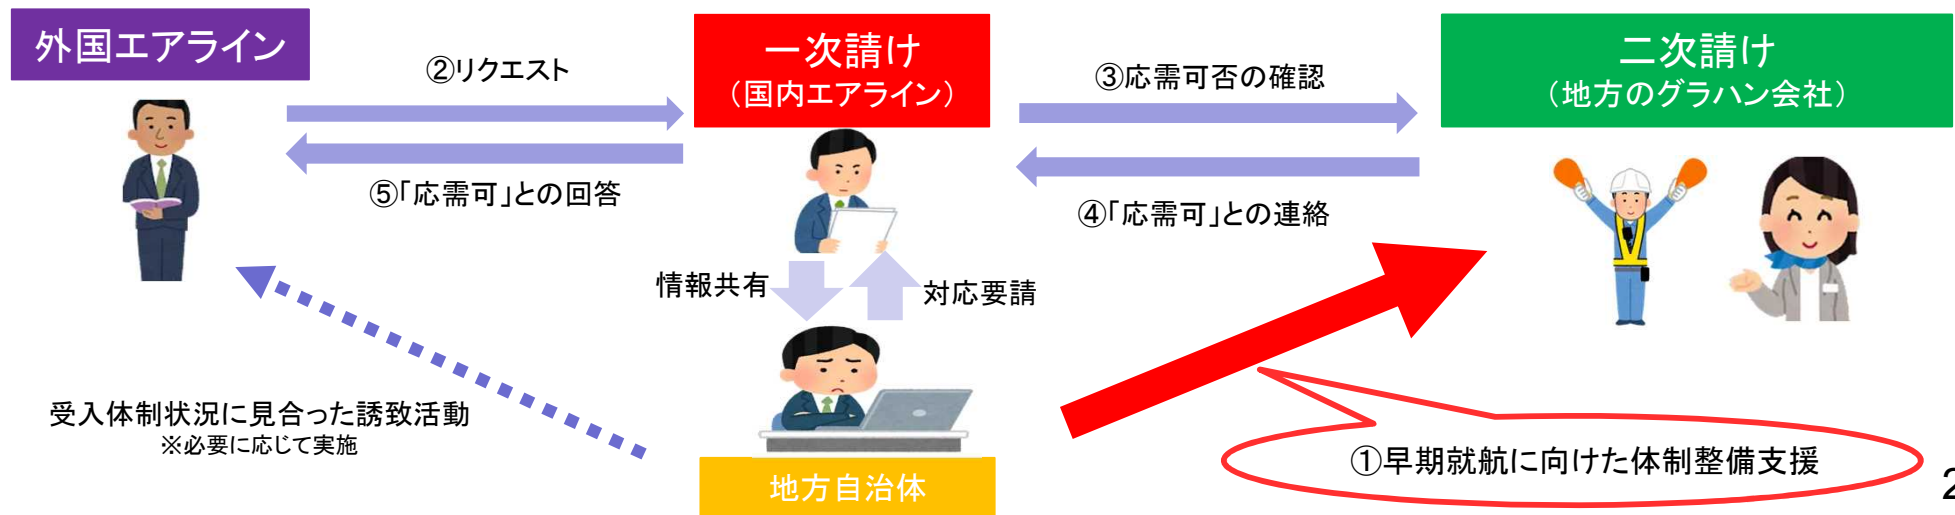 外国エアライン
②リクエスト
⑤「応需可」との回答
一次請け
（国内エアライン）
③応需可否の確認
④「応需可」との連絡
二次請け
（地方のグラハン会社）
情報共有
対応要請
受入体制状況に見合った誘致活動
※必要に応じて実施
地方自治体
①早期就航に向けた体制整備支援
2